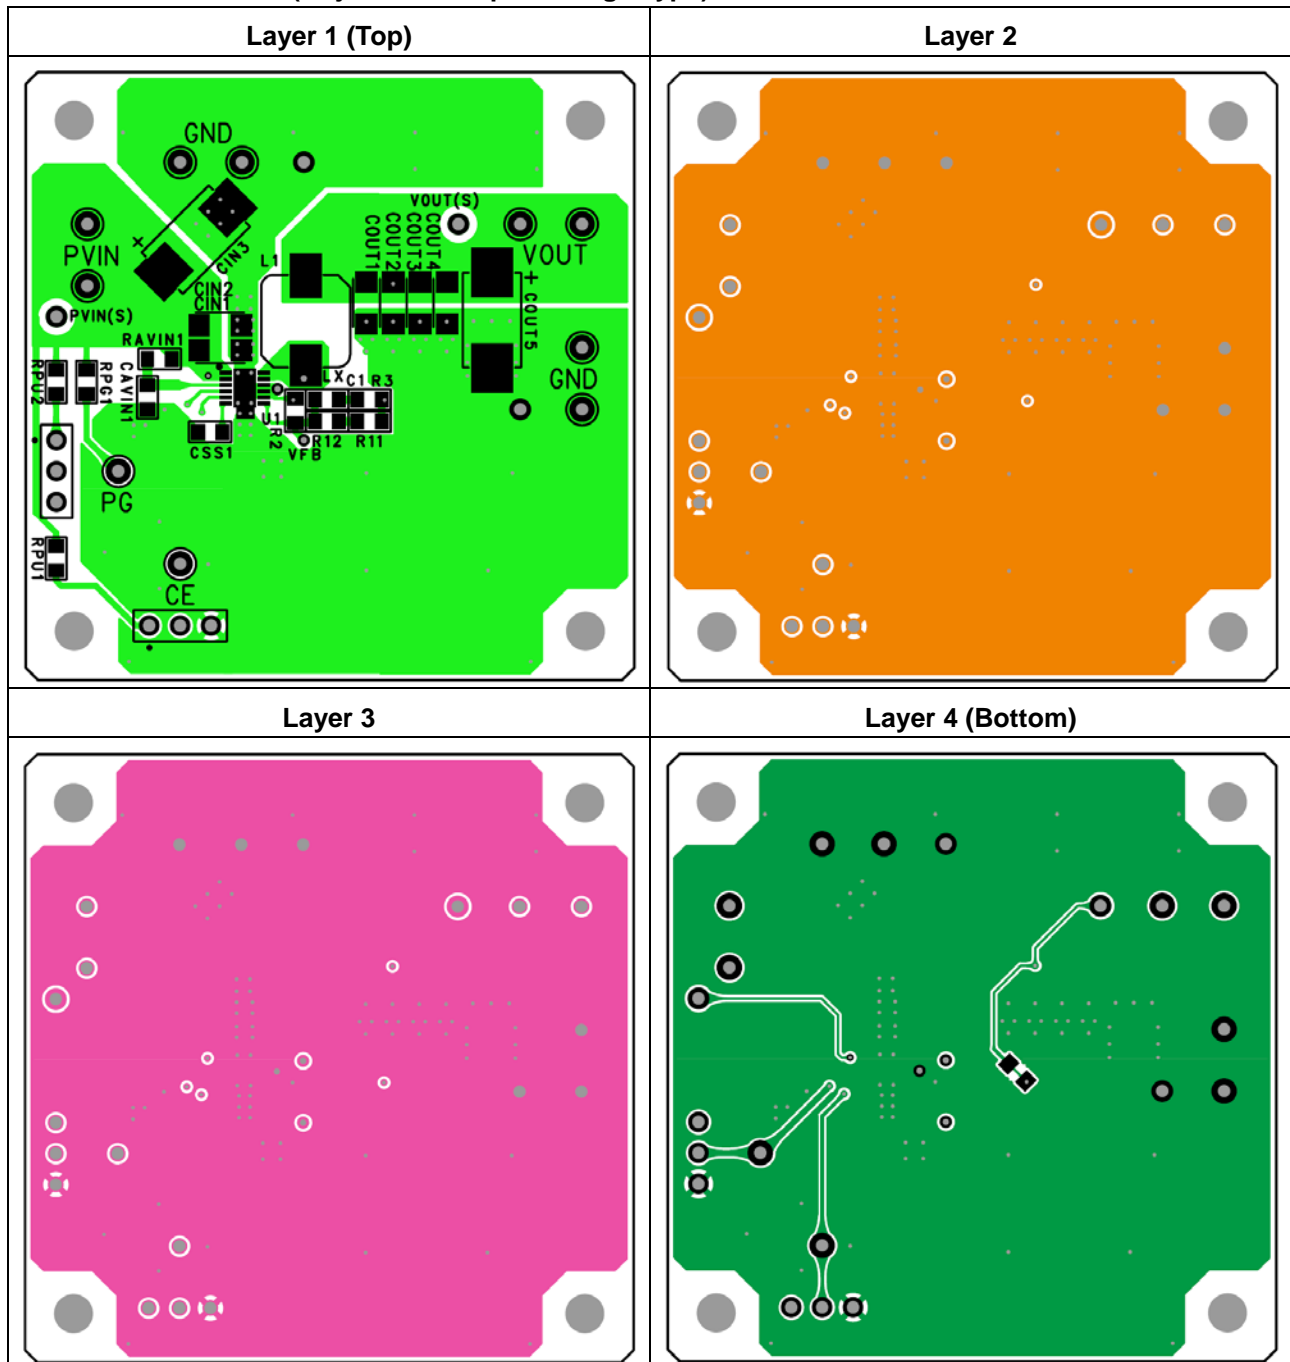 Layer 1 (Top)
Layer 2
GND
PVIN
+
CIN3
PVIN(S)
CIN2
CIN1
L1
COUT1
COUT2
COUT3
COUT4
VOUT(S)
VOUT
+
COUT5
GND
RAVIN1
RPU2
RPG1
CAVIN1
LX
C1
R3
U1
R2
R12
R11
VFB
CSS1
PG
RPU1
CE
Layer 3
Layer 4 (Bottom)